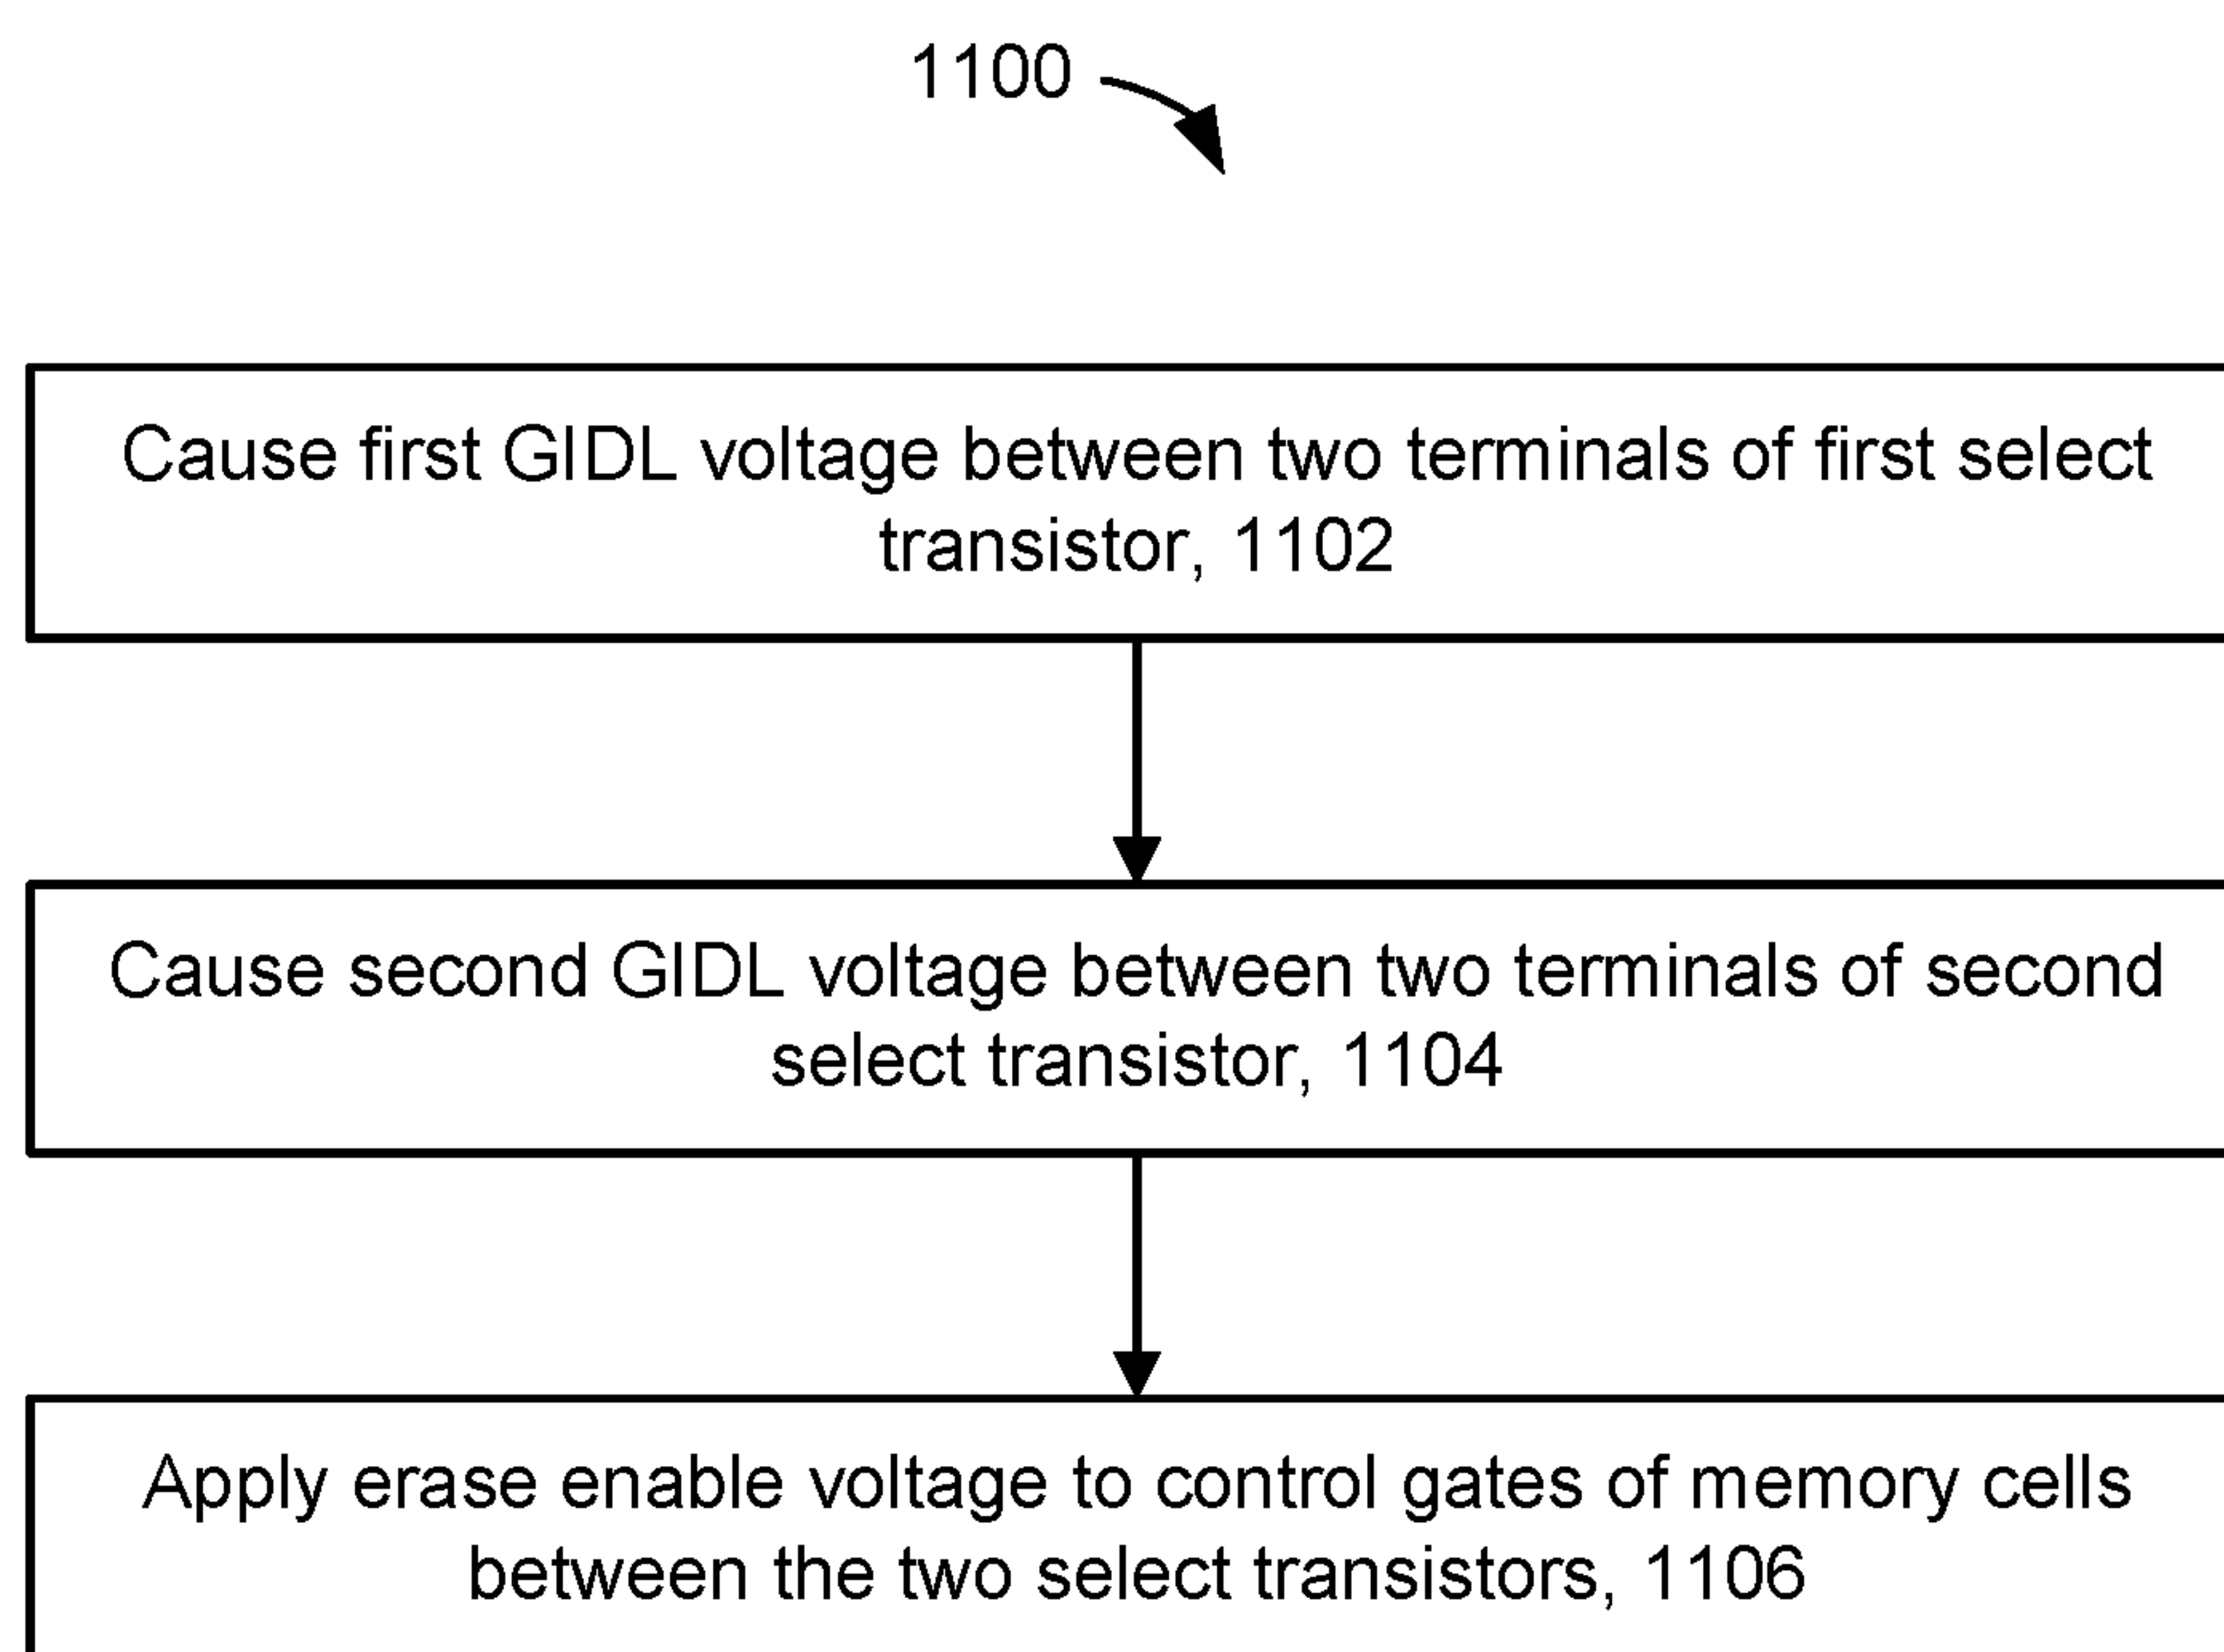 1100
Cause first GIDL voltage between two terminals of first select
transistor, 1102
Cause second GIDL voltage between two terminals of second
select transistor, 1104
Apply erase enable voltage to control gates of memory cells
between the two select transistors, 1106